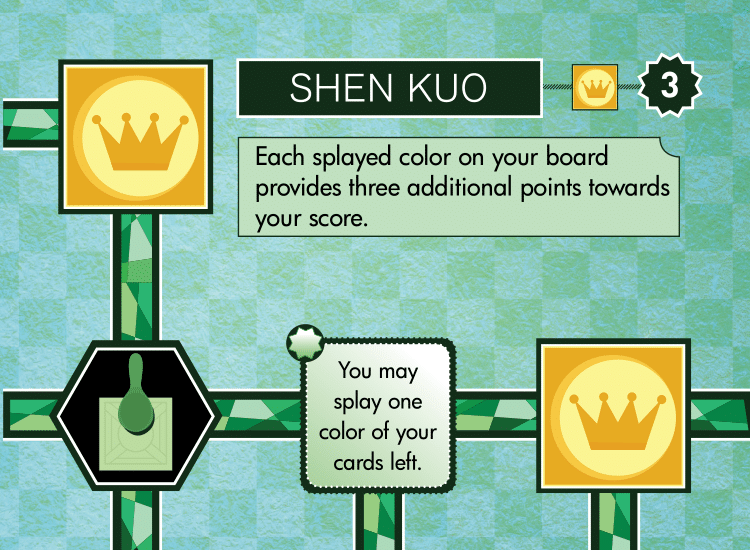 SHEN KUO
3
Each splayed color on your board
provides three additional points towards
your score.
You may
splay one
color of your
cards left.